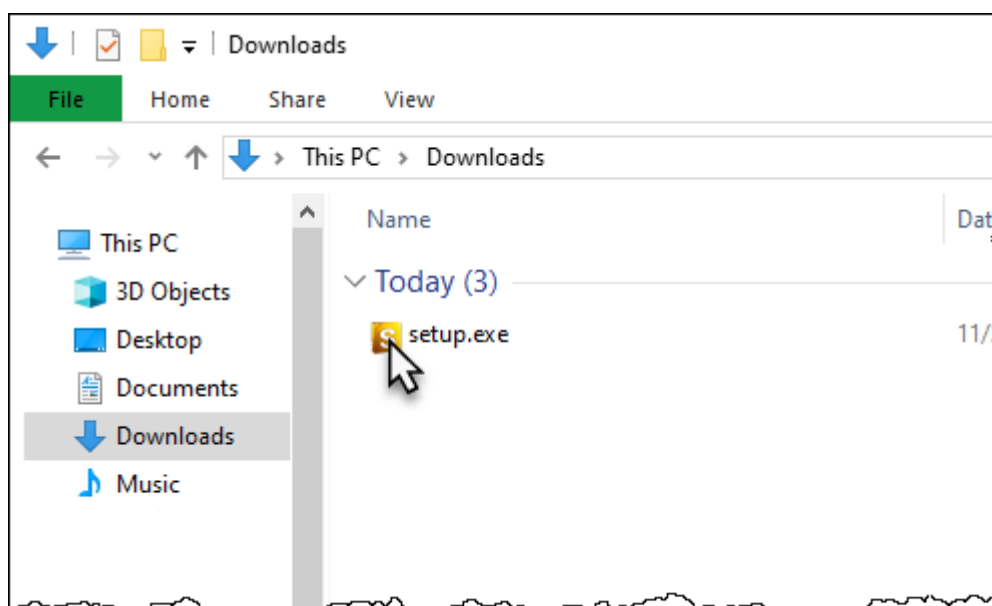 Downloads
File Home Share View
This PC > Downloads
Name
This PC
3D Objects
Desktop
Documents
Downloads
Music
Today (3)
setup.exe
11/